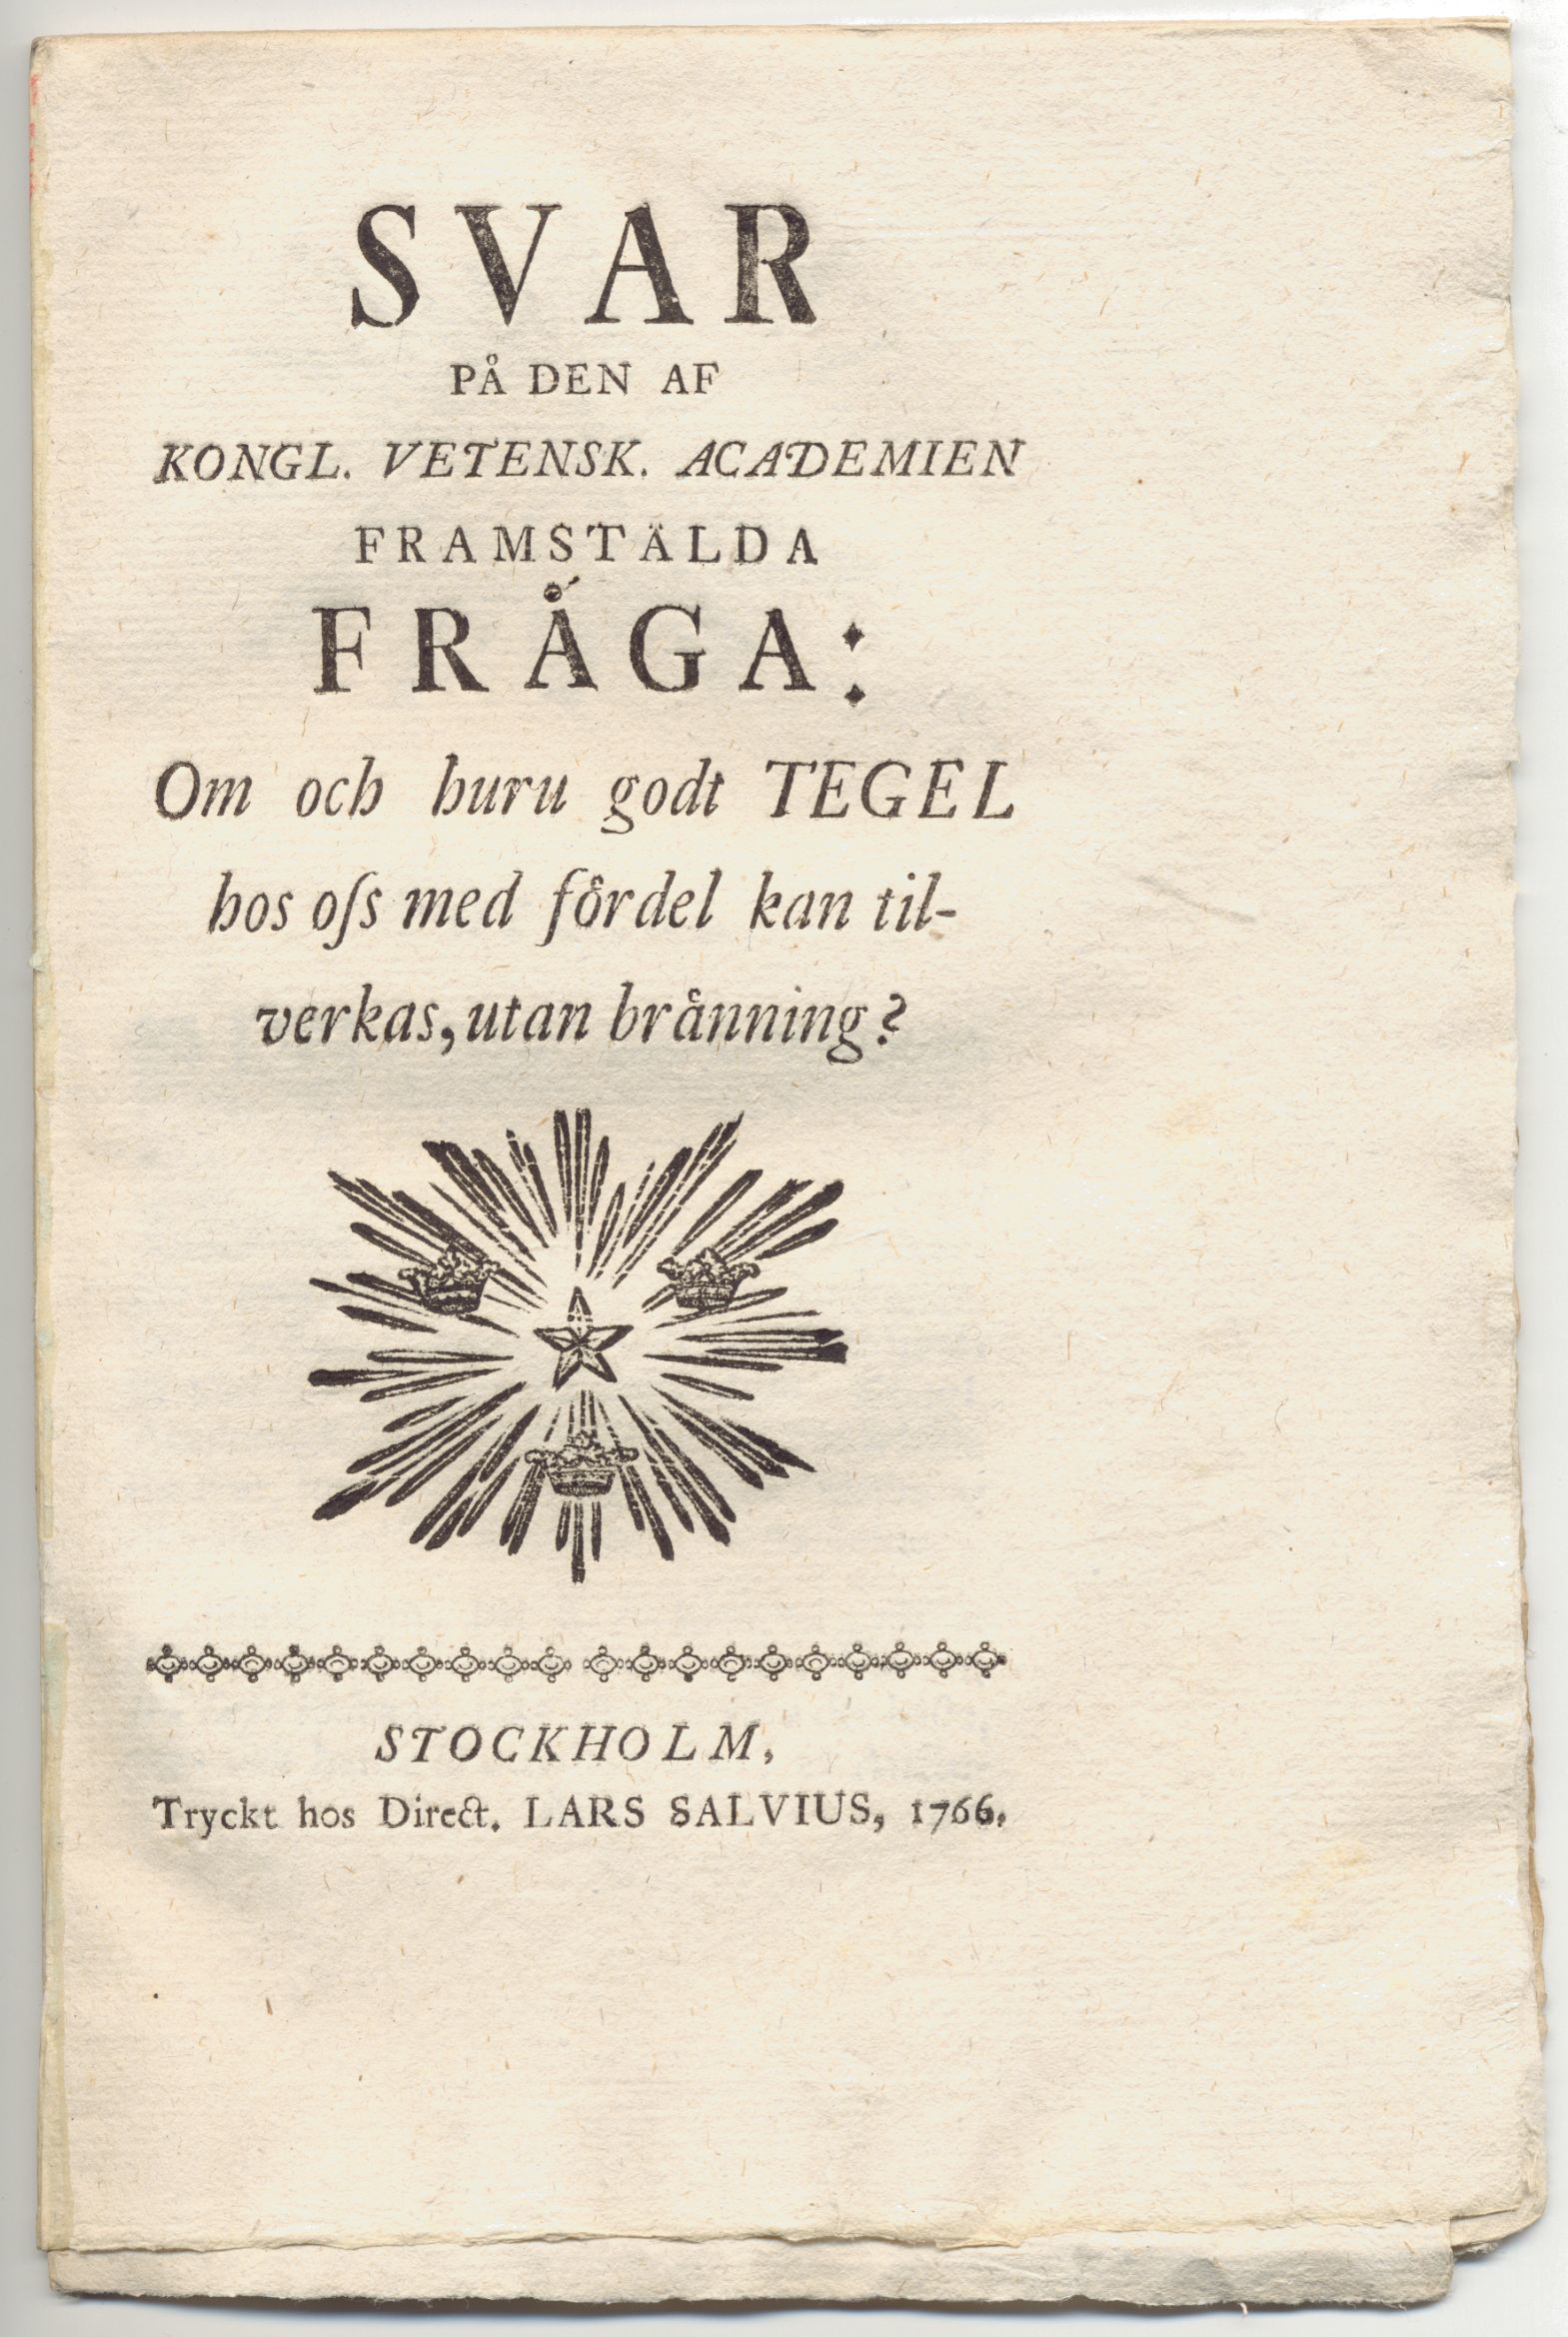 SVAR
PÅ DEN AF
KONGL. VETENSK. ACADEMIEN
FRAMSTÄLDA
FRÅGA:
Om och huru godt TEGEL
hos oſs med fördel kan til-
verkas, utan bränning?
STOCKHOLM,
Tryckt hos Direct. LARS SALVIUS, 1766.